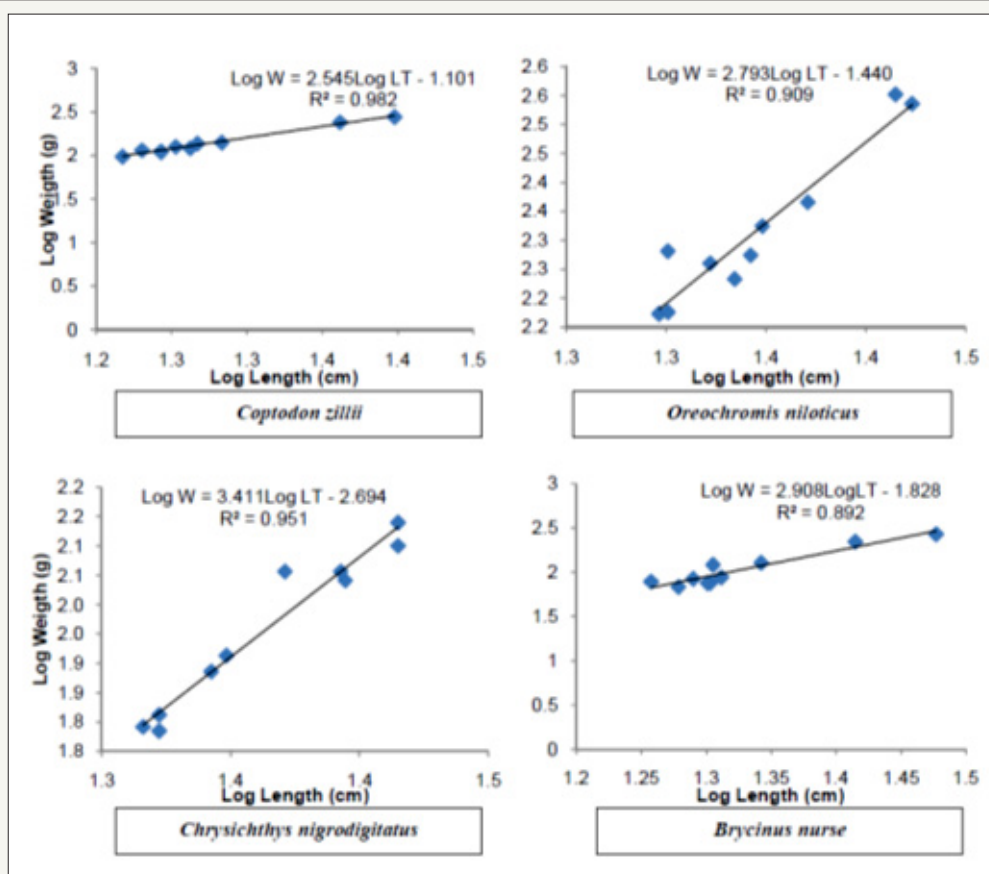 Log W = 2.545Log LT - 1.101
R² = 0.982
3
2.5
2
1.5
1
0.5
0
Log Weigth (g)
1.2 1.3 1.3 1.4 1.4 1.5
Log Length (cm)
Coptodon zillii
Log W = 2.793Log LT - 1.440
R² = 0.909
2.6
2.6
2.5
2.5
2.4
2.4
2.3
2.3
2.2
2.2
1.3 1.3 1.4 1.4 1.5
Log Length (cm)
Oreochromis niloticus
Log W = 3.411Log LT - 2.694
R² = 0.951
2.2
2.2
2.1
2.1
2.0
2.0
1.9
1.9
1.8
1.8
Log Weigth (g)
1.3 1.4 1.4 1.5
Log Length (cm)
Chrysichthys nigrodigitatus
Log W = 2.908LogLT - 1.828
R² = 0.892
3
2.5
2
1.5
1
0.5
0
1.2 1.25 1.3 1.35 1.4 1.45 1.5
Log Length (cm)
Brycinus nurse